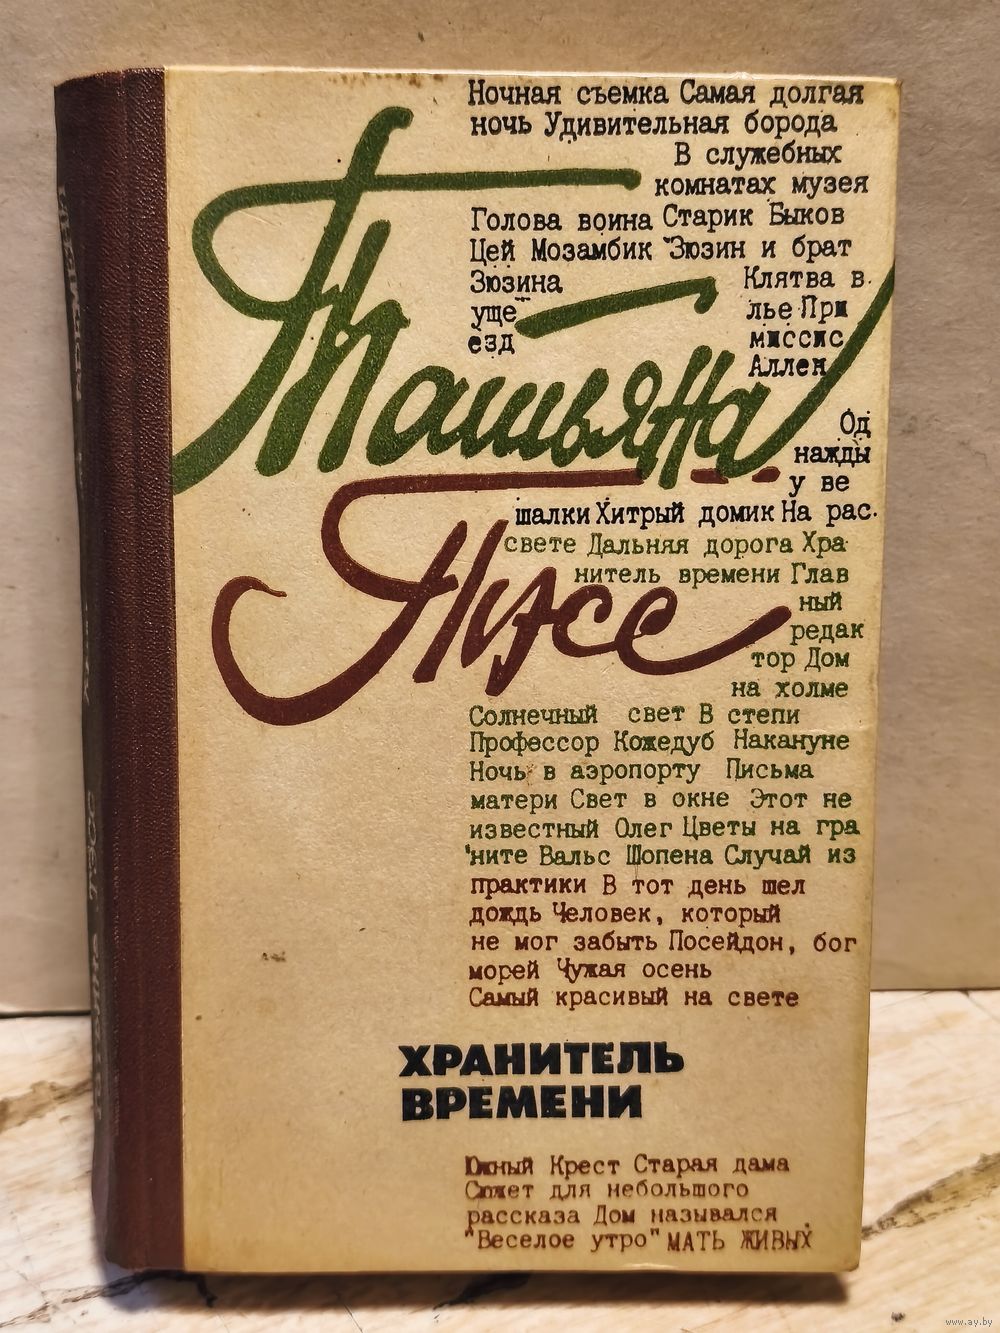 Ночная съемка Самая долгая
ночь Удивительная борода
В служебных
комнатах музея
Голова воина Старик Быков
Цей Мозамбик Зюзин и брат
Зюзина Клятва в
уще лье При
езд миссис
Аллен
Татьяна
Од
нажды
у ве
шалки Хитрый домик На рас
свете Дальняя дорога Хра
нитель времени Глав
ный
Тэсс
редак
тор Дом
на холме
Солнечный свет В степи
Профессор Кожедуб Накануне
Ночь в аэропорту Письма
матери Свет в окне Этот не
известный Олег Цветы на гра
ните Вальс Шопена Случай из
практики В тот день шел
дождь Человек, который
не мог забыть Посейдон, бог
морей Чужая осень
Самый красивый на свете
ХРАНИТЕЛЬ
ВРЕМЕНИ
Южный Крест Старая дама
Сюжет для небольшого
рассказа Дом назывался
"Веселое утро" МАТЬ ЖИВЫХ
www.ay.by